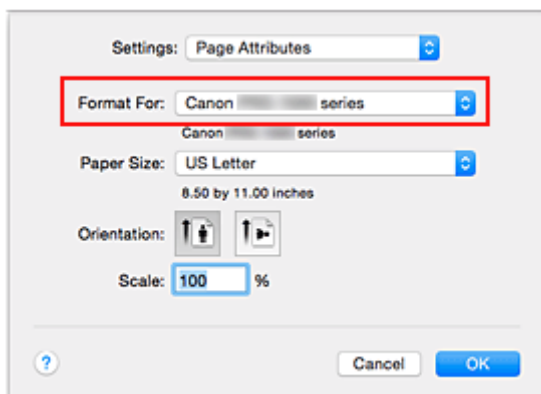 Settings: Page Attributes
Format For: Canon series
Canon series
Paper Size: US Letter
8.50 by 11.00 inches
Orientation:
Scale: 100 %
? Cancel OK